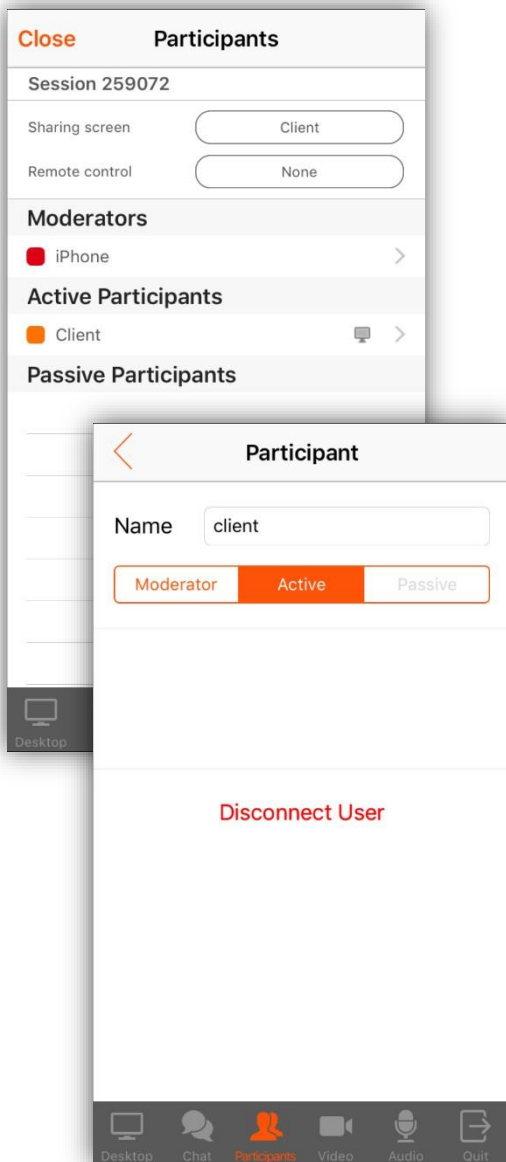 Close Participants
Session 259072
Sharing screen Client
Remote control None
Moderators
iPhone
Active Participants
Client
Passive Participants
Desktop
Participant
Name client
Moderator Active Passive
Disconnect User
Desktop Chat Participants Video Audio Quit